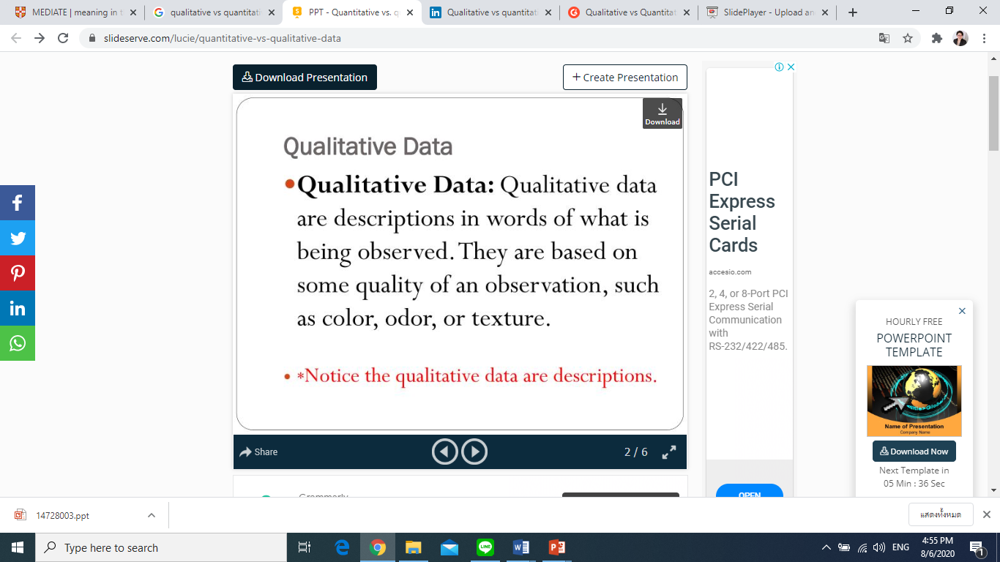 MEDIATE | meaning in t
qualitative vs quantitati
PPT - Quantitative vs. q
Qualitative vs quantitati
Qualitative vs Quantitat
SlidePlayer - Upload an
slideserve.com/lucie/quantitative-vs-qualitative-data
Download Presentation
+ Create Presentation
Download
Qualitative Data
•Qualitative Data: Qualitative data
are descriptions in words of what is
being observed. They are based on
some quality of an observation, such
as color, odor, or texture.
• *Notice the qualitative data are descriptions.
Share
2 / 6
PCI
Express
Serial
Cards
accesio.com
2, 4, or 8-Port PCI
Express Serial
Communication
with
RS-232/422/485.
OPEN
HOURLY FREE
POWERPOINT
TEMPLATE
Name of Presentation
Company Name
Download Now
Next Template in
05 Min : 36 Sec
Grammarly
14728003.ppt
แสดงทั้งหมด
Type here to search
ENG
4:55 PM
8/6/2020
1